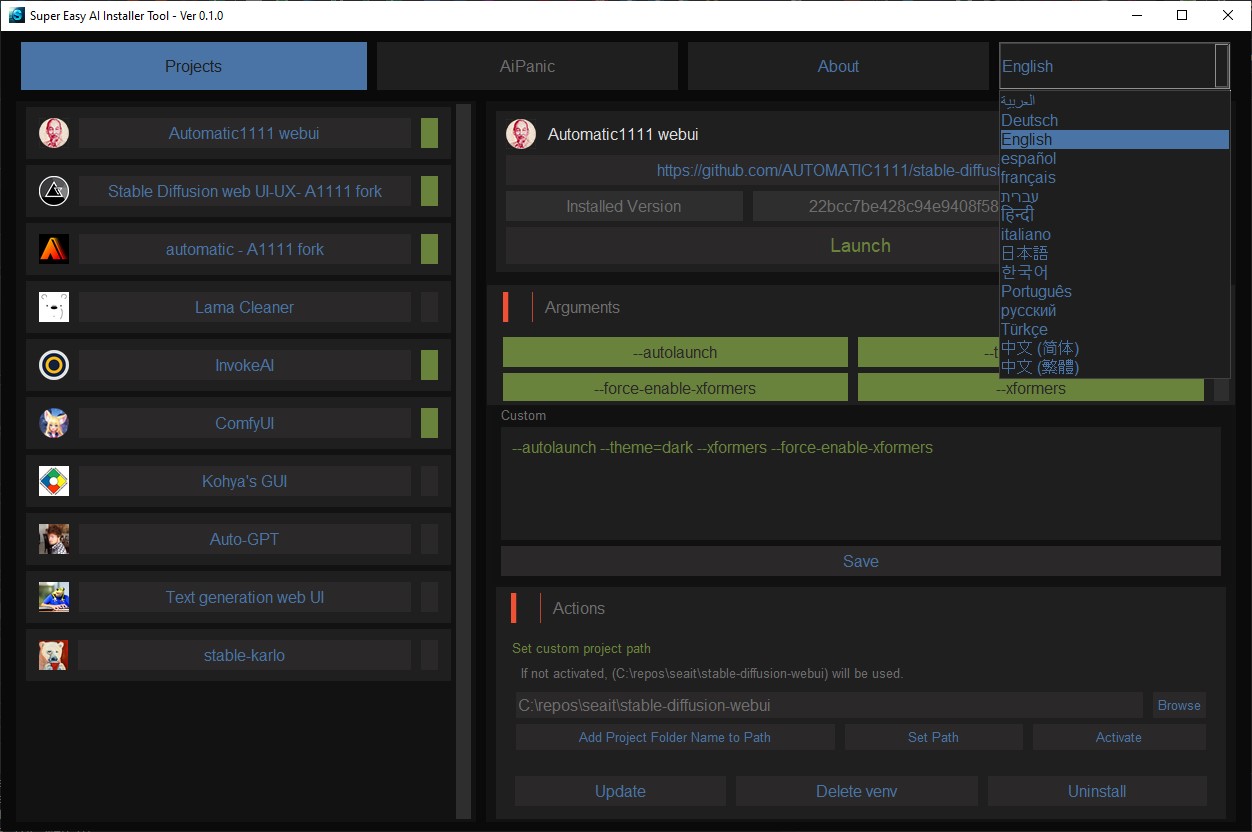 Super Easy AI Installer Tool - Ver 0.1.0
Projects
AiPanic
About
English
العربية
Deutsch
English
español
français
עברית
हिन्दी
italiano
日本語
한국어
Português
русский
Türkçe
中文 (简体)
中文 (繁體)
Automatic1111 webui
Stable Diffusion web UI-UX- A1111 fork
automatic - A1111 fork
Lama Cleaner
InvokeAI
ComfyUI
Kohya's GUI
Auto-GPT
Text generation web UI
stable-karlo
Automatic1111 webui
https://github.com/AUTOMATIC1111/stable-diffus
Installed Version
22bcc7be428c94e9408f58
Launch
Arguments
--autolaunch
--t
--force-enable-xformers
--xformers
Custom
--autolaunch --theme=dark --xformers --force-enable-xformers
Save
Actions
Set custom project path
If not activated, (C:\repos\seait\stable-diffusion-webui) will be used.
C:\repos\seait\stable-diffusion-webui
Browse
Add Project Folder Name to Path
Set Path
Activate
Update
Delete venv
Uninstall